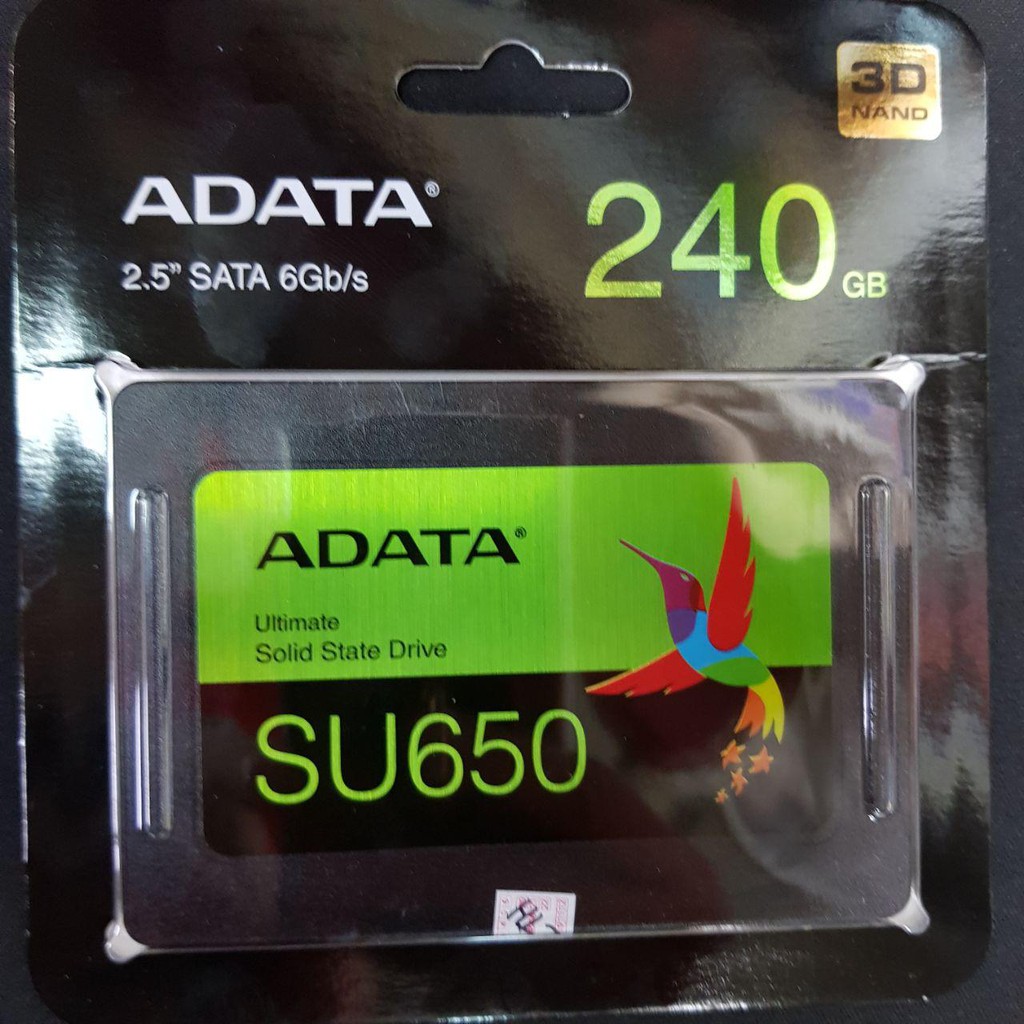 3D
NAND
ADATA®
240 GB
2.5” SATA 6Gb/s
ADATA®
Ultimate
Solid State Drive
SU650